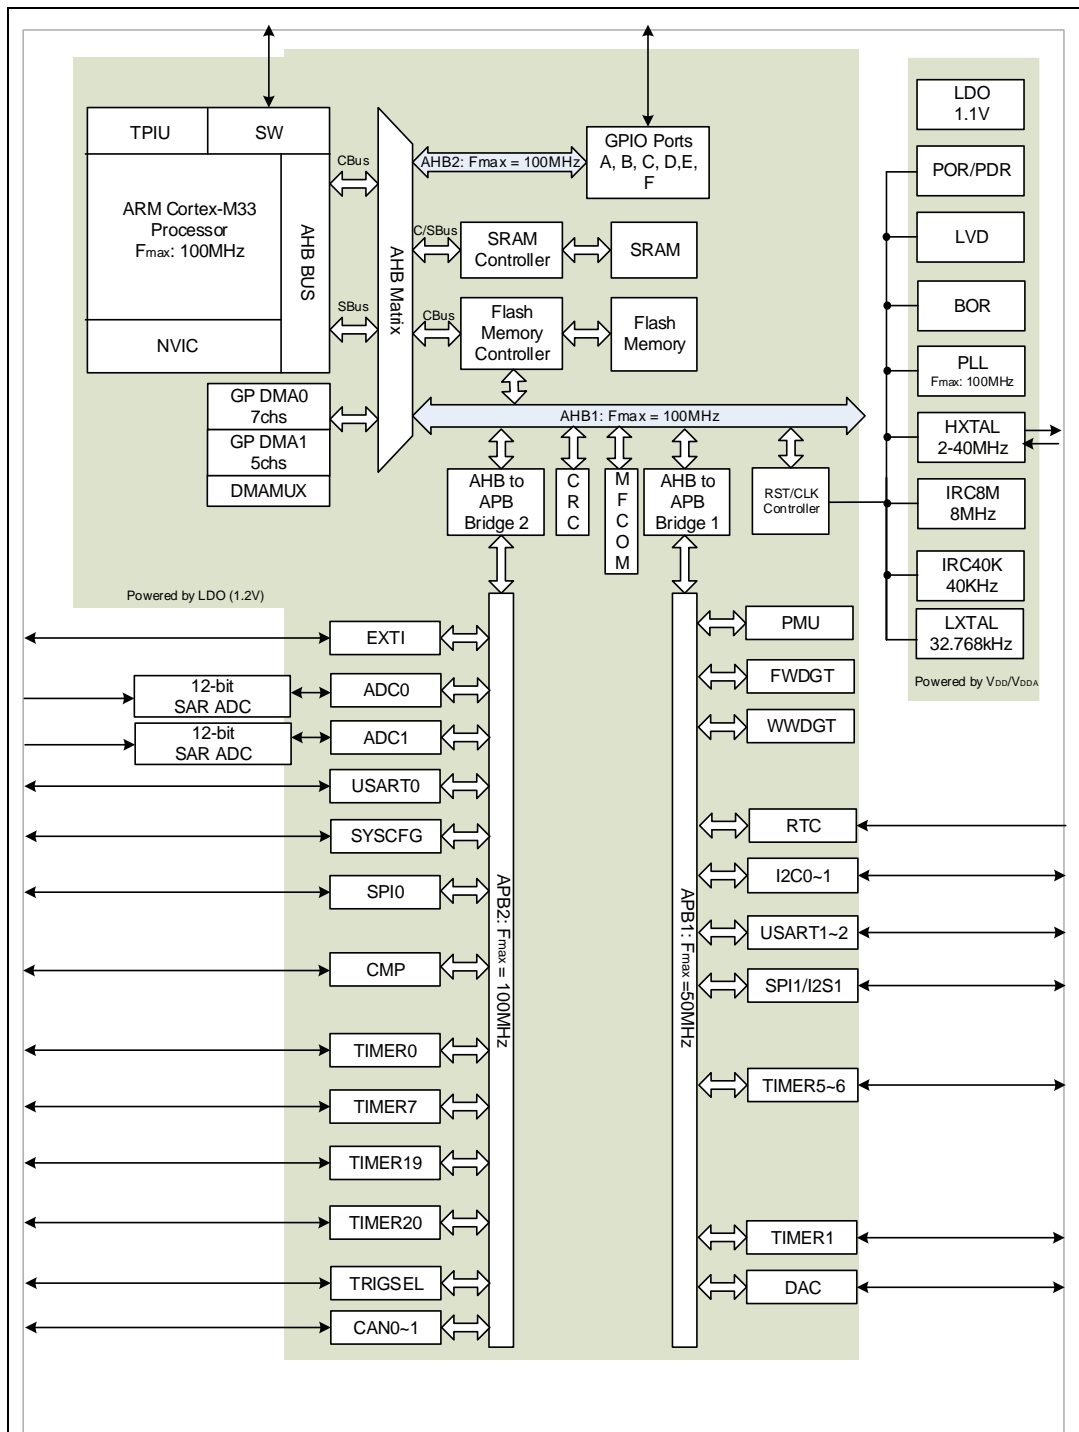 TPIU
SW
ARM Cortex-M33
Processor
Fmax: 100MHz
AHB BUS
NVIC
GP DMA0
7chs
GP DMA1
5chs
DMAMUX
CBus
SBus
AHB Matrix
AHB2: Fmax = 100MHz
GPIO Ports
A, B, C, D,E,
F
C/SBus
SRAM
Controller
SRAM
CBus
Flash
Memory
Controller
Flash
Memory
AHB1: Fmax = 100MHz
AHB to
APB
Bridge 2
CRC
MFCOM
AHB to
APB
Bridge 1
RST/CLK
Controller
LDO
1.1V
POR/PDR
LVD
BOR
PLL
Fmax: 100MHz
HXTAL
2-40MHz
IRC8M
8MHz
IRC40K
40KHz
LXTAL
32.768kHz
Powered by VDD/VDDA
Powered by LDO (1.2V)
EXTI
12-bit
SAR ADC
ADC0
12-bit
SAR ADC
ADC1
USART0
SYSCFG
SPI0
CMP
TIMER0
TIMER7
TIMER19
TIMER20
TRIGSEL
CAN0~1
APB2: Fmax = 100MHz
APB1: Fmax =50MHz
PMU
FWDGT
WWDGT
RTC
I2C0~1
USART1~2
SPI1/I2S1
TIMER5~6
TIMER1
DAC